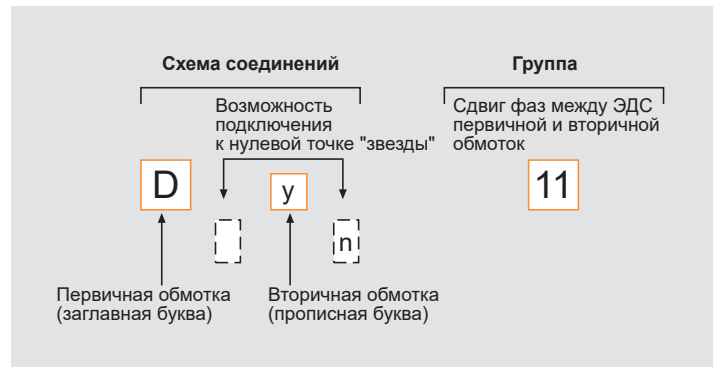 Схема соединений
Группа
Возможность
подключения
к нулевой точке "звезды"
Сдвиг фаз между ЭДС
первичной и вторичной
обмоток
D
y
n
11
Первичная обмотка
(заглавная буква)
Вторичная обмотка
(прописная буква)